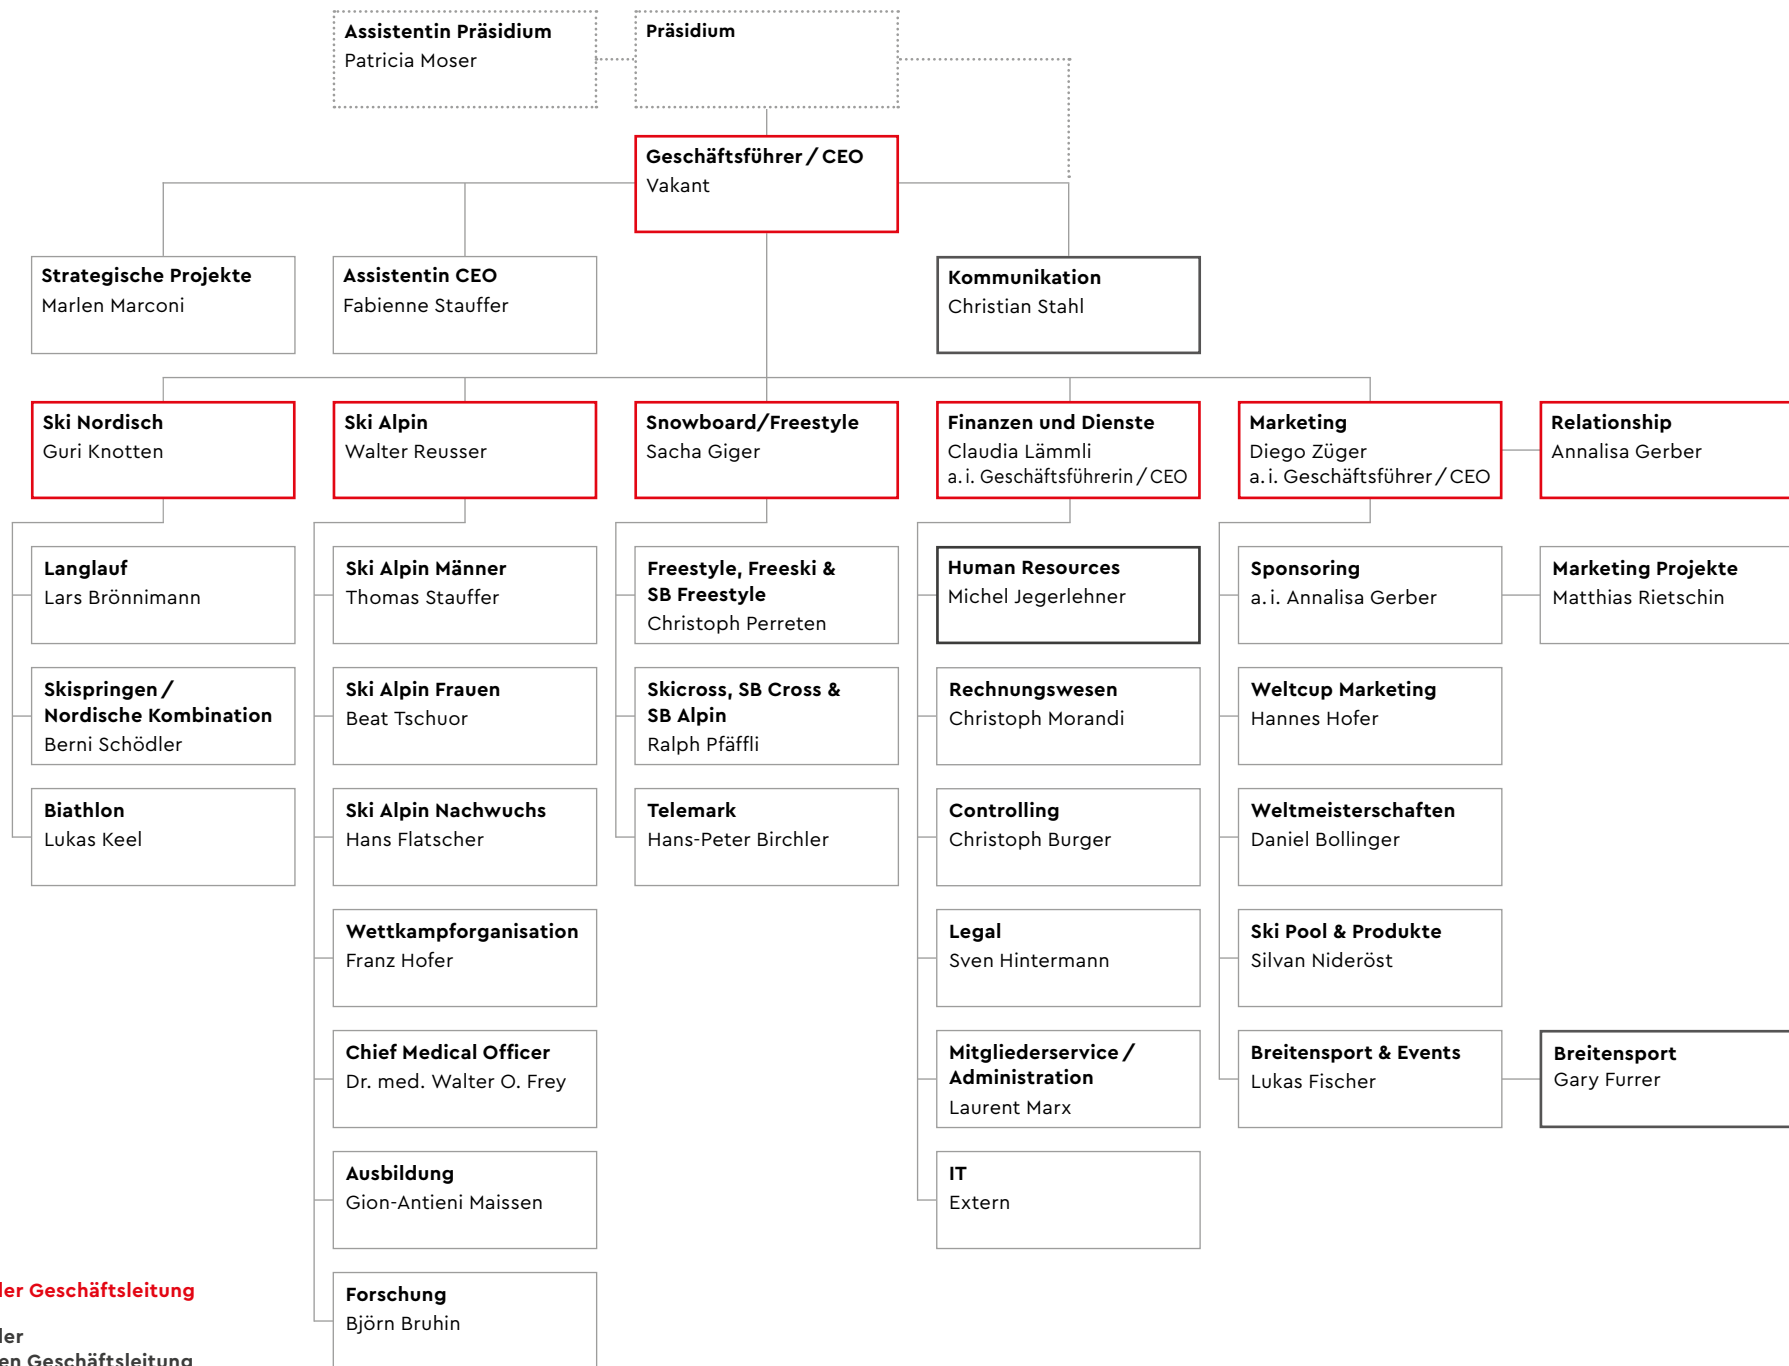 Assistentin Präsidium
Patricia Moser
Präsidium
Geschäftsführer / CEO
Vakant
Strategische Projekte
Marlen Marconi
Assistentin CEO
Fabienne Stauffer
Kommunikation
Christian Stahl
Ski Nordisch
Guri Knotten
Ski Alpin
Walter Reusser
Snowboard/Freestyle
Sacha Giger
Finanzen und Dienste
Claudia Lämmli
a.i. Geschäftsführerin / CEO
Marketing
Diego Züger
a.i. Geschäftsführer / CEO
Relationship
Annalisa Gerber
Langlauf
Lars Brönnimann
Skispringen /
Nordische Kombination
Berni Schödler
Biathlon
Lukas Keel
Ski Alpin Männer
Thomas Stauffer
Ski Alpin Frauen
Beat Tschuor
Ski Alpin Nachwuchs
Hans Flatscher
Wettkampforganisation
Franz Hofer
Chief Medical Officer
Dr. med. Walter O. Frey
Ausbildung
Gion-Antieni Maissen
Forschung
Björn Bruhin
Freestyle, Freeski &
SB Freestyle
Christoph Perreten
Skicross, SB Cross &
SB Alpin
Ralph Pfäffli
Telemark
Hans-Peter Birchler
Human Resources
Michel Jegerlehner
Rechnungswesen
Christoph Morandi
Controlling
Christoph Burger
Legal
Sven Hintermann
Mitgliederservice /
Administration
Laurent Marx
IT
Extern
Sponsoring
a.i. Annalisa Gerber
Marketing Projekte
Matthias Rietschin
Weltcup Marketing
Hannes Hofer
Weltmeisterschaften
Daniel Bollinger
Ski Pool & Produkte
Silvan Nideröst
Breitensport & Events
Lukas Fischer
Breitensport
Gary Furrer
der Geschäftsleitung
der
en Geschäftsleitung